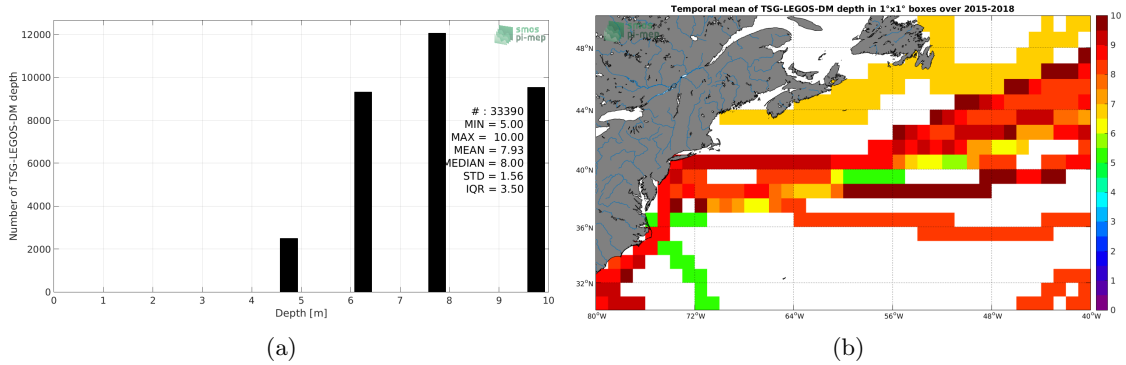 12000
10000
8000
6000
4000
2000
0
Number of TSG-LEGOS-DM depth
smos
pi-mep
# : 33390
MIN = 5.00
MAX = 10.00
MEAN = 7.93
MEDIAN = 8.00
STD = 1.56
IQR = 3.50
0 1 2 3 4 5 6 7 8 9 10
Depth [m]
(a)
Temporal mean of TSG-LEGOS-DM depth in 1°x1° boxes over 2015-2018
smos
pi-mep
48°N
44°N
40°N
36°N
32°N
80°W 72°W 64°W 56°W 48°W 40°W
10
9
8
7
6
5
4
3
2
1
0
(b)